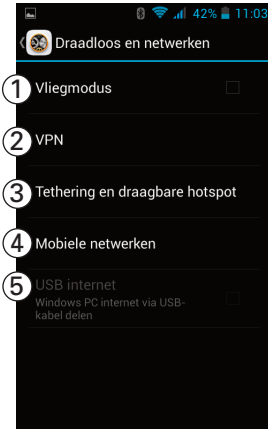 42% 11:03
Draadloos en netwerken
1 Vliegmodus
2 VPN
3 Tethering en draagbare hotspot
4 Mobiele netwerken
5 USB internet
Windows PC internet via USB-
kabel delen